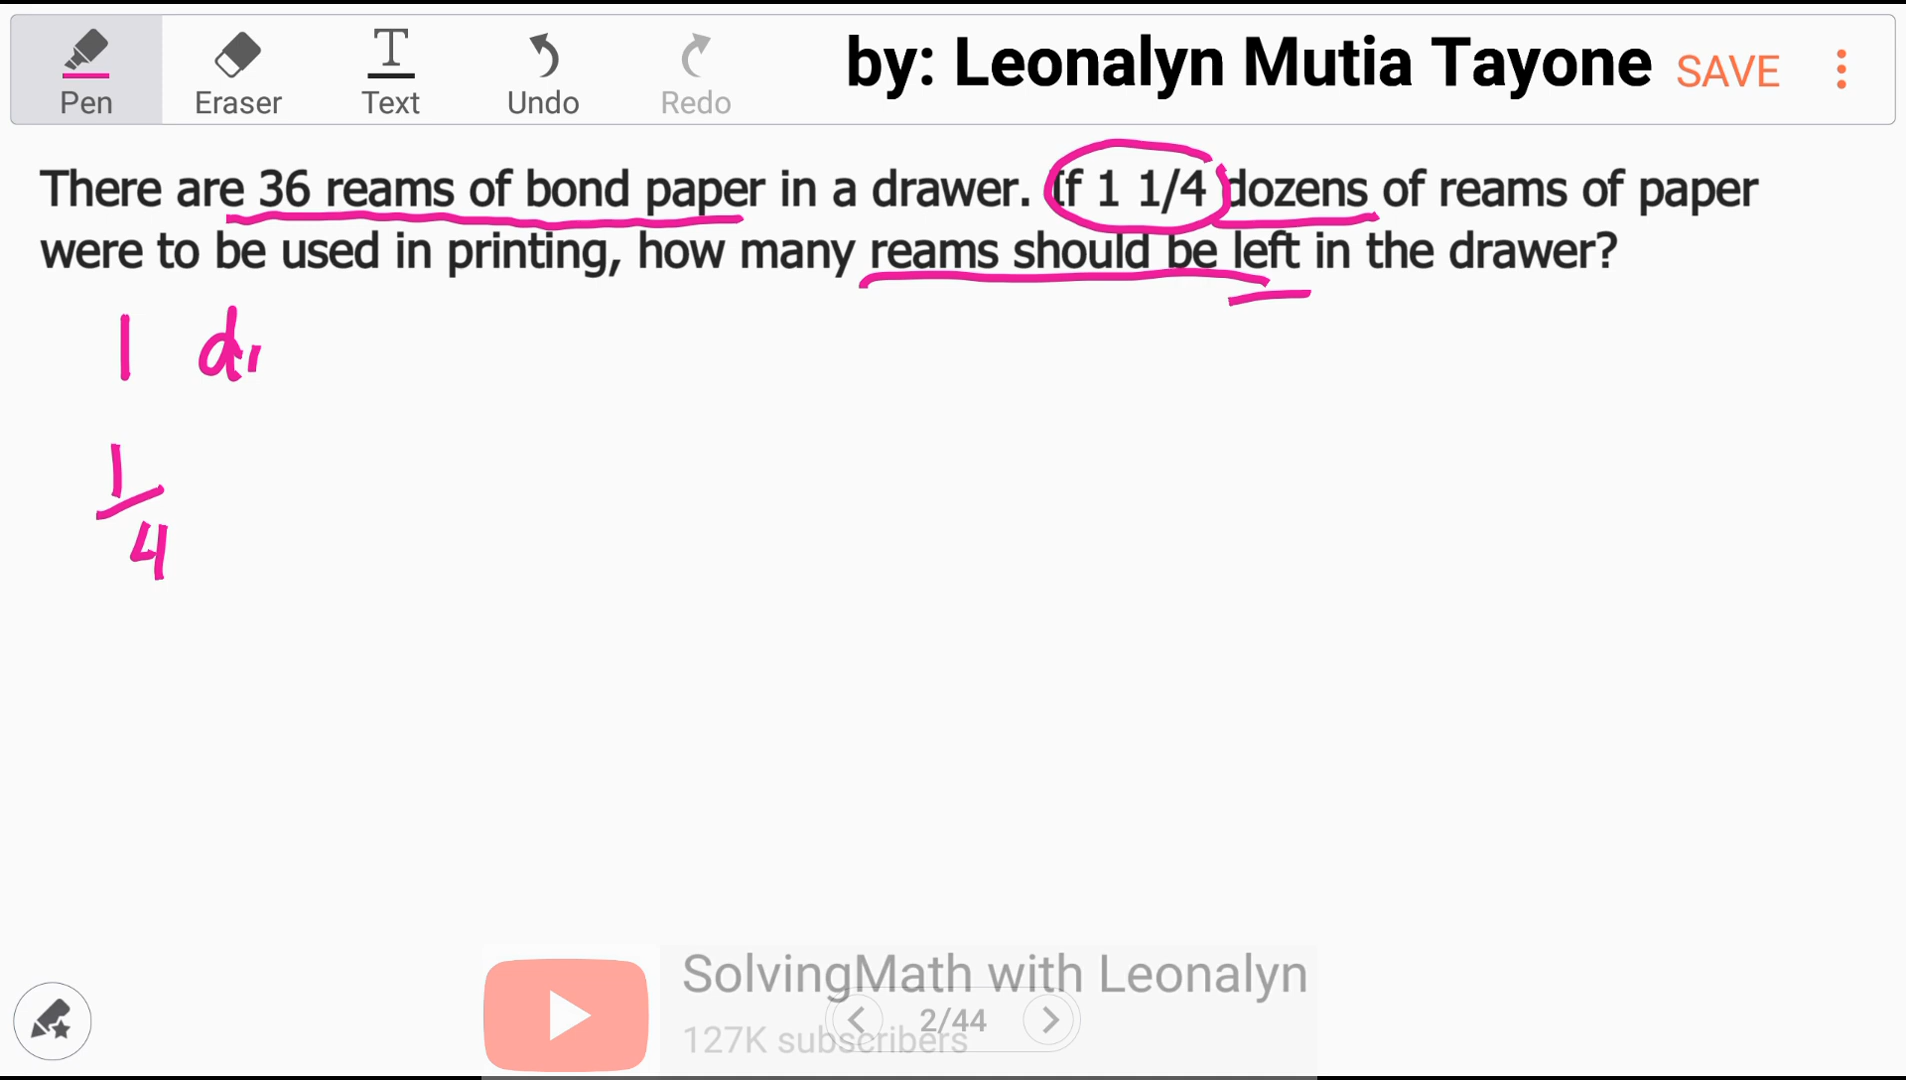 by: Leonalyn Mutia Tayone
SAVE
Pen
Eraser
Text
Undo
Redo
There are 36 reams of bond paper in a drawer. If 1 1/4 dozens of reams of paper
were to be used in printing, how many reams should be left in the drawer?
1
1/4
SolvingMath with Leonalyn
2/44
127K subscribers